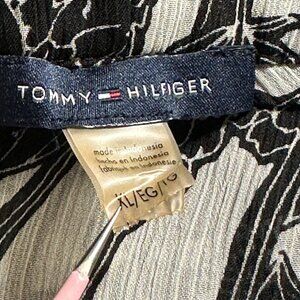 TOMMY HILFIGER
made in Indonesia
hecho en Indonesia
fabriqué en Indonésie
XL/EG/TG